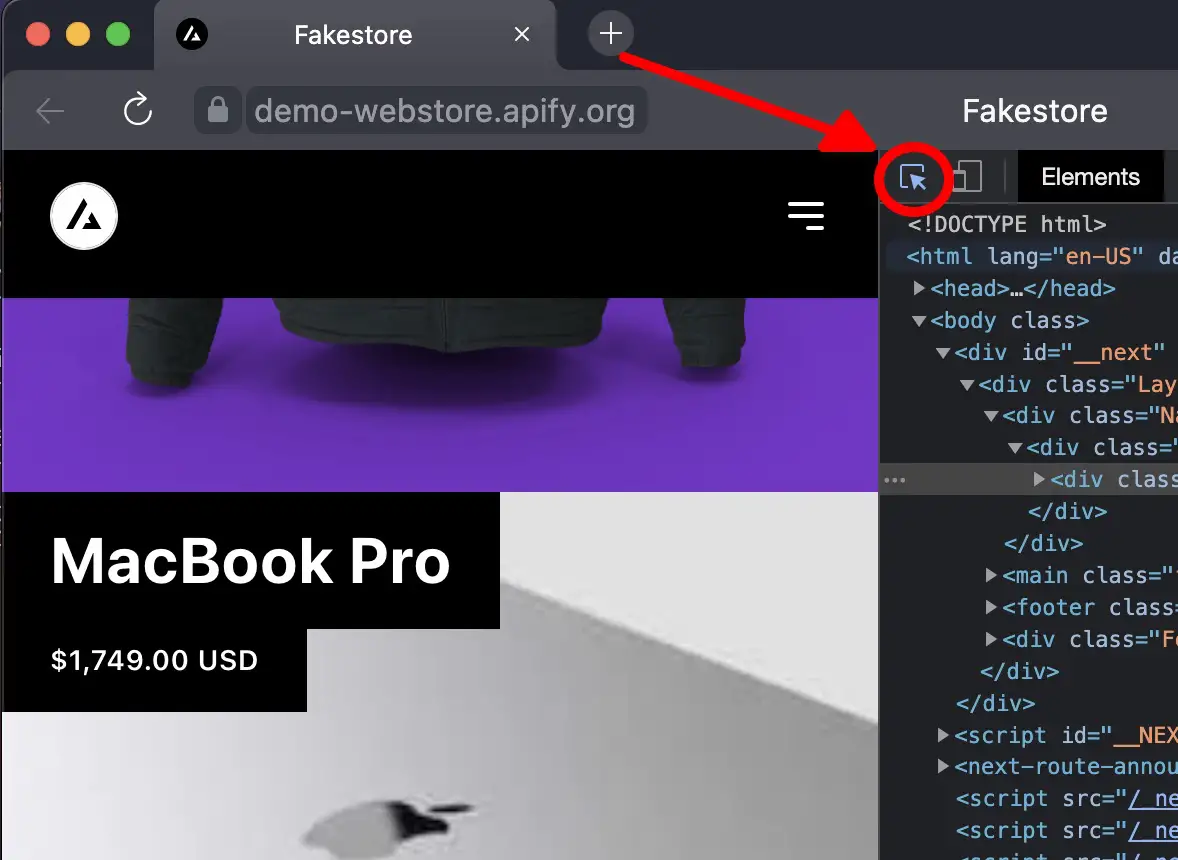 Fakestore
demo-webstore.apify.org
Fakestore
Elements
MacBook Pro
$1,749.00 USD
<!DOCTYPE html>
<html lang="en-US" da
<head>…</head>
<body class>
<div id="__next"
<div class="Lay
<div class="Na
<div class="
<div class
</div>
</div>
<main class="
<footer class=
<div class="Fo
</div>
</div>
<script id="__NEX
<next-route-annou
<script src="/_ne
<script src="/_ne